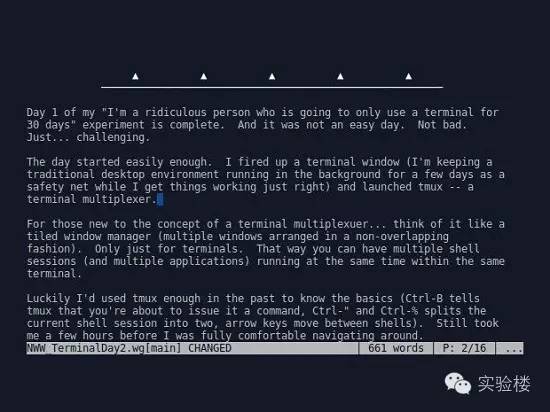 Day 1 of my "I'm a ridiculous person who is going to only use a terminal for
30 days" experiment is complete.  And it was not an easy day.  Not bad.
Just... challenging.
The day started easily enough.  I fired up a terminal window (I'm keeping a
traditional desktop environment running in the background for a few days as a
safety net while I get things working just right) and launched tmux -- a
terminal multiplexer.
For those new to the concept of a terminal multiplexuer... think of it like a
tiled window manager (multiple windows arranged in a non-overlapping
fashion).  Only just for terminals.  That way you can have multiple shell
sessions (and multiple applications) running at the same time within the same
terminal.
Luckily I'd used tmux enough in the past to know the basics (Ctrl-B tells
tmux that you're about to issue it a command, Ctrl-" and Ctrl-% splits the
current shell session into two, arrow keys move between shells).  Still took
me a few hours before I was fully comfortable navigating around.
NWW_TerminalDay2.wg[main] CHANGED | 661 words | P: 2/16 | ...
实验楼